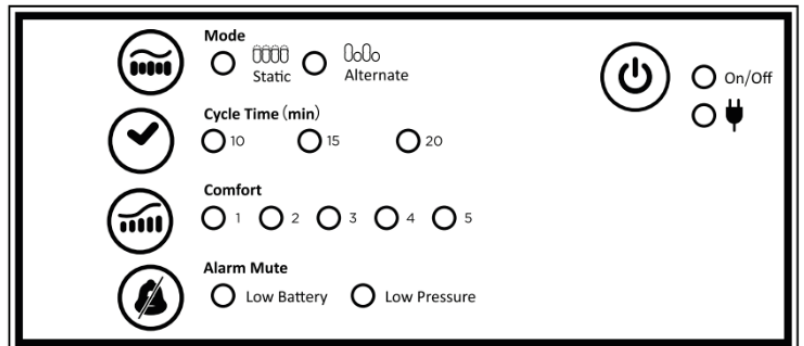 Mode
Static
Alternate
On/Off
Cycle Time (min)
10 15 20
Comfort
1 2 3 4 5
Alarm Mute
Low Battery Low Pressure